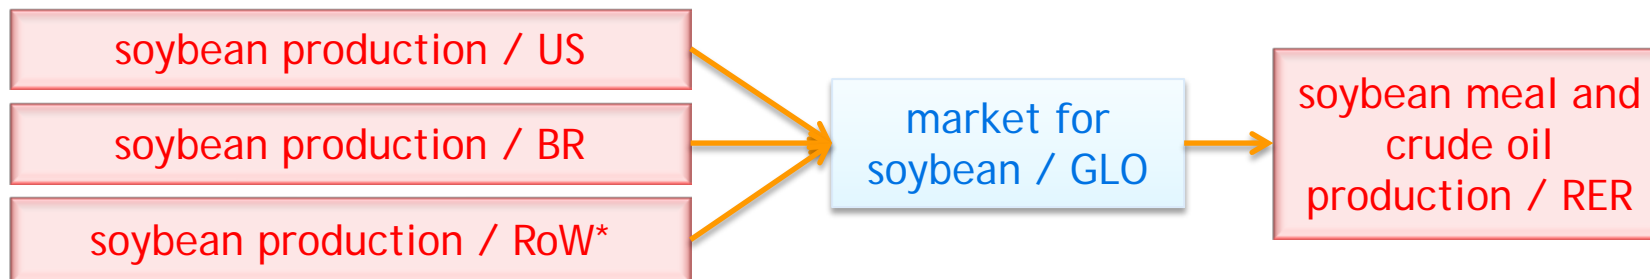 soybean production / US
soybean production / BR
soybean production / RoW*
market for
soybean / GLO
soybean meal and
crude oil
production / RER